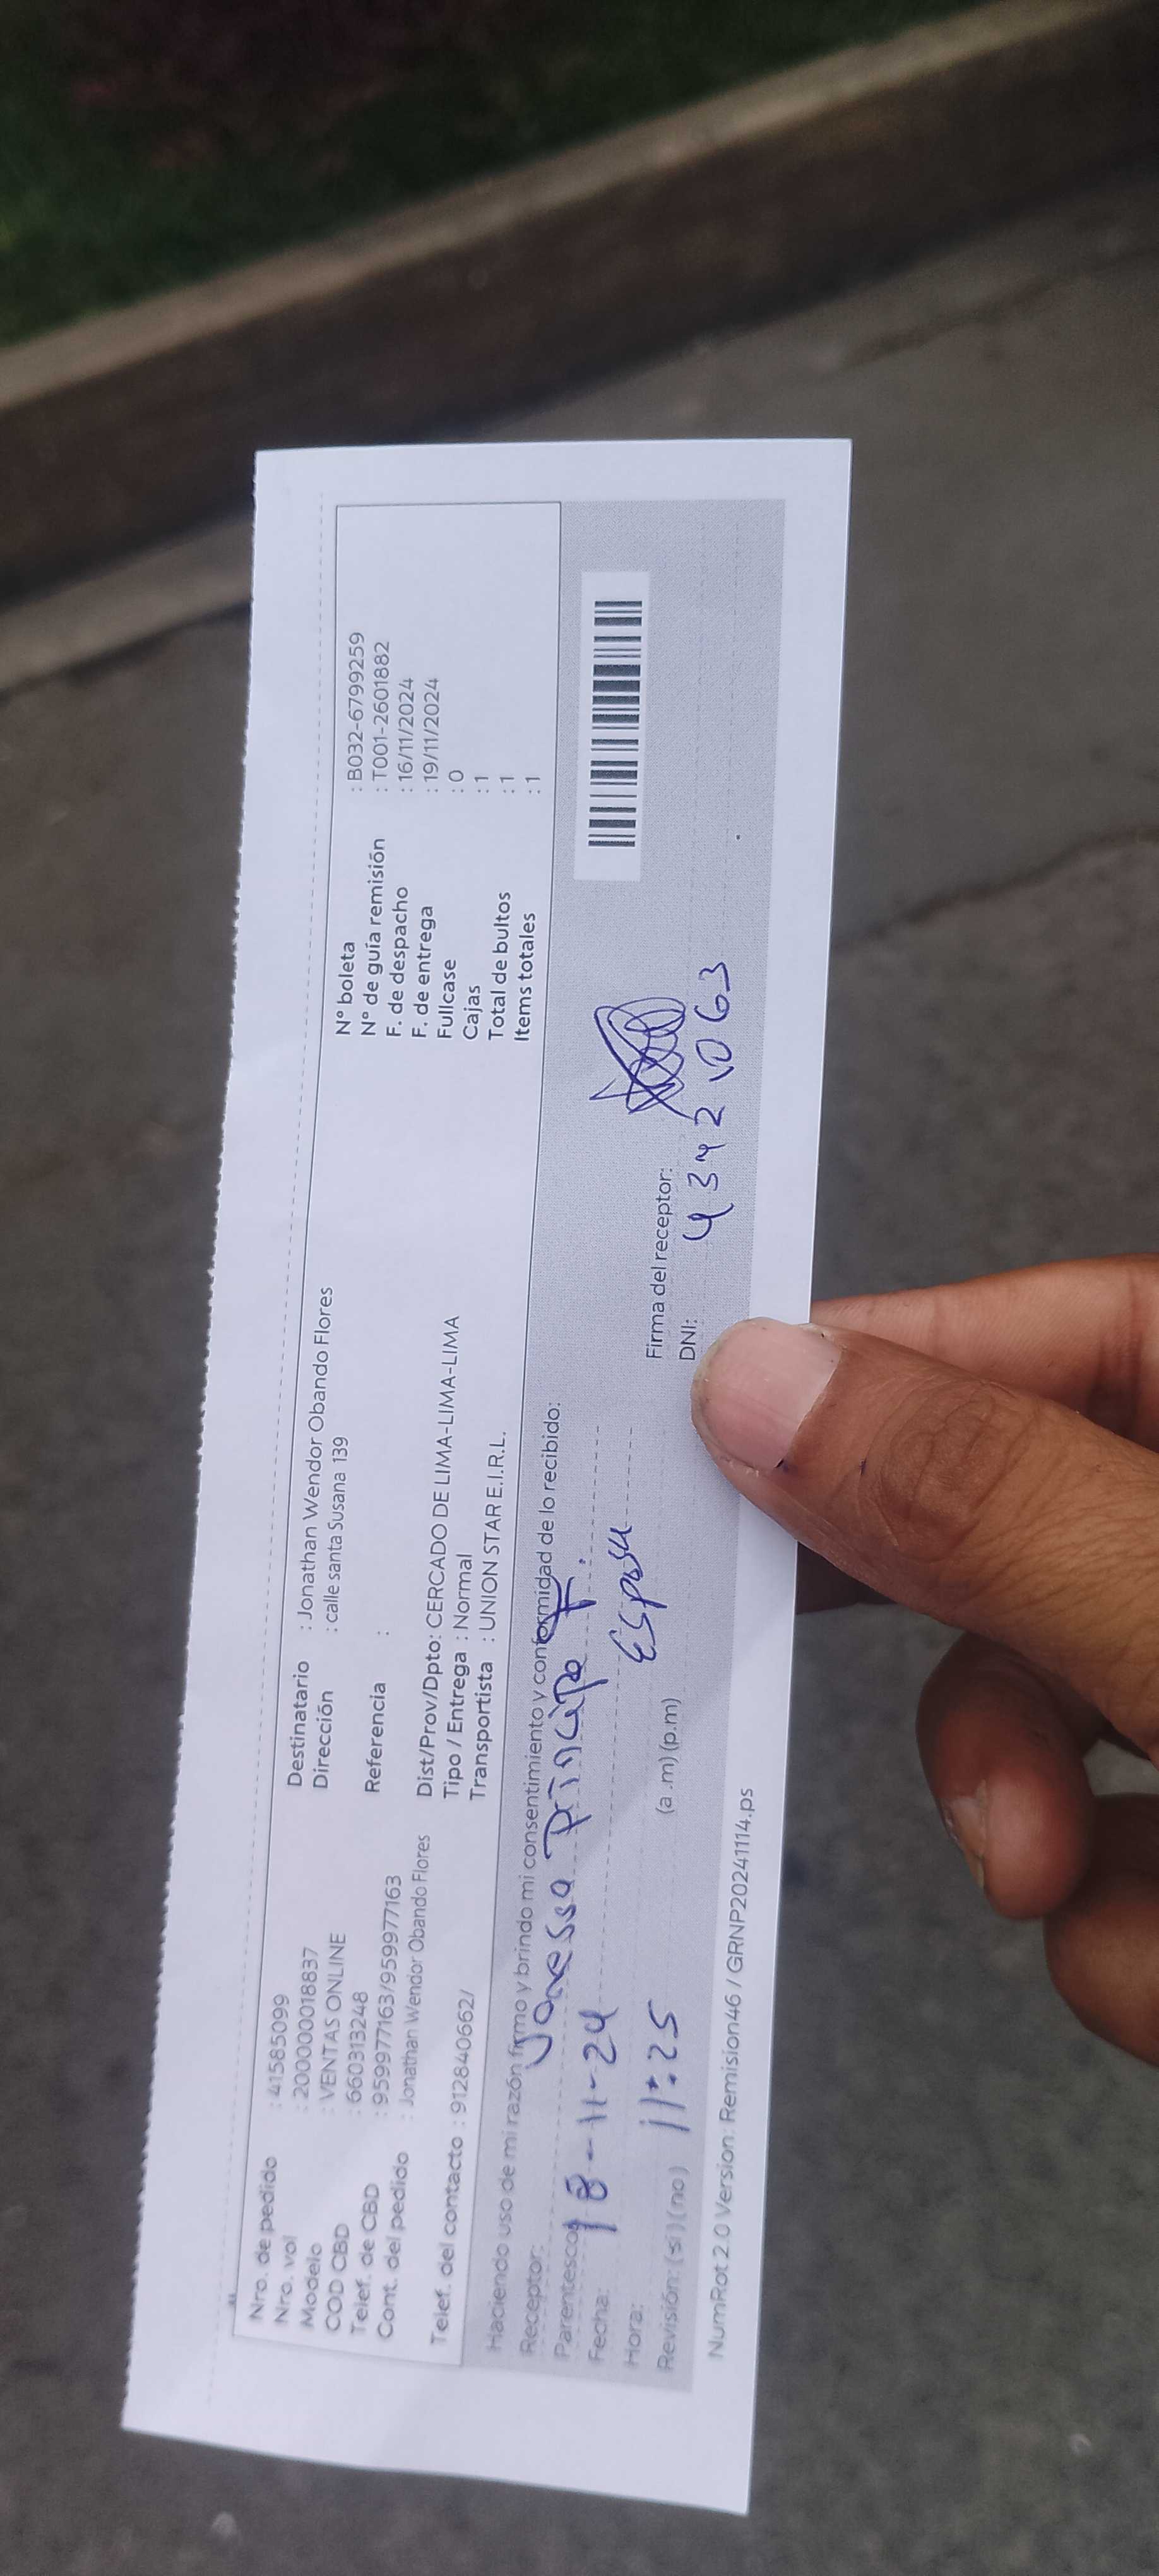 Nro. de pedido : 41585099
Nro. vol : 200000018837
Modelo : VENTAS ONLINE
COD CBD : 660313248
Telef. de CBD : 959977163/959977163
Cont. del pedido : Jonathan Wendor Obando Flores
Telef. del contacto : 912840662/
Destinatario : Jonathan Wendor Obando Flores
Dirección : calle santa Susana 139
Referencia :
Dist/Prov/Dpto: CERCADO DE LIMA-LIMA-LIMA
Tipo / Entrega : Normal
Transportista : UNION STAR E.I.R.L.
N° boleta : B032-6799259
N° de guía remisión : T001-2601882
F. de despacho : 16/11/2024
F. de entrega : 19/11/2024
Fullcase : 0
Cajas : 1
Total de bultos : 1
Items totales : 1
Haciendo uso de mi razón firmo y brindo mi consentimiento y conformidad de lo recibido:
Receptor: Vanessa Principe F.
Parentesco: Esposa
Fecha: 18-11-24
Hora: 11:25 (a .m) (p.m)
Revisión: (si) (no)
Firma del receptor:
DNI: 43420063
NumRot 2.0 Version: Remision46 / GRNP20241114.ps